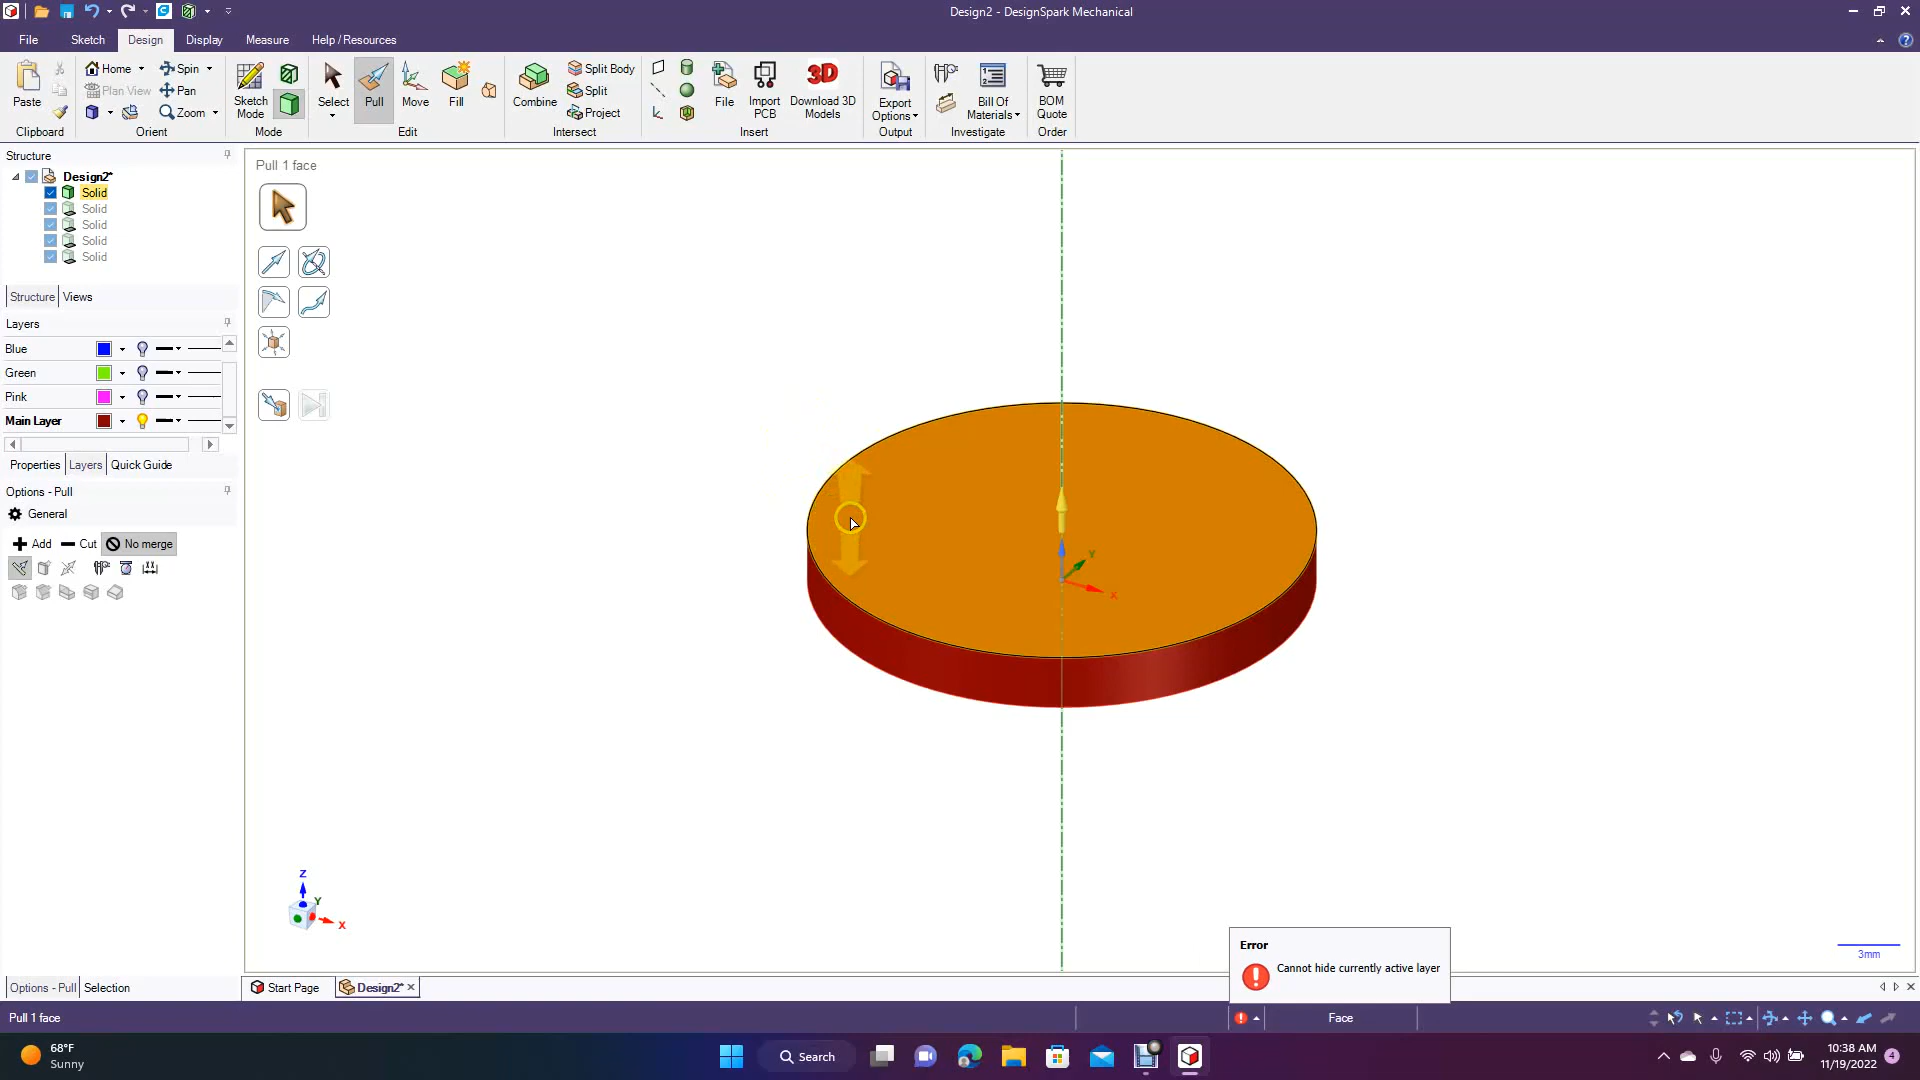 Design2 - DesignSpark Mechanical
File Sketch Design Display Measure Help / Resources
Paste
Clipboard
Home Spin
Plan View Pan
Zoom
Orient
Sketch Mode
Mode
Select Pull Move Fill
Edit
Combine Split Body
Split
Project
Intersect
File Import PCB 3D Download 3D Models
Insert
Export Options
Output
Bill Of Materials
Investigate
BOM Quote
Order
Structure
Design2*
Solid
Solid
Solid
Solid
Solid
Structure Views
Layers
Blue
Green
Pink
Main Layer
Properties Layers Quick Guide
Options - Pull
General
Add Cut No merge
Options - Pull Selection
Pull 1 face
Y
X
Z
Y
X
3mm
Error
Cannot hide currently active layer
Start Page Design2*
Pull 1 face
Face
68°F
Sunny
Search
10:38 AM
11/19/2022
4